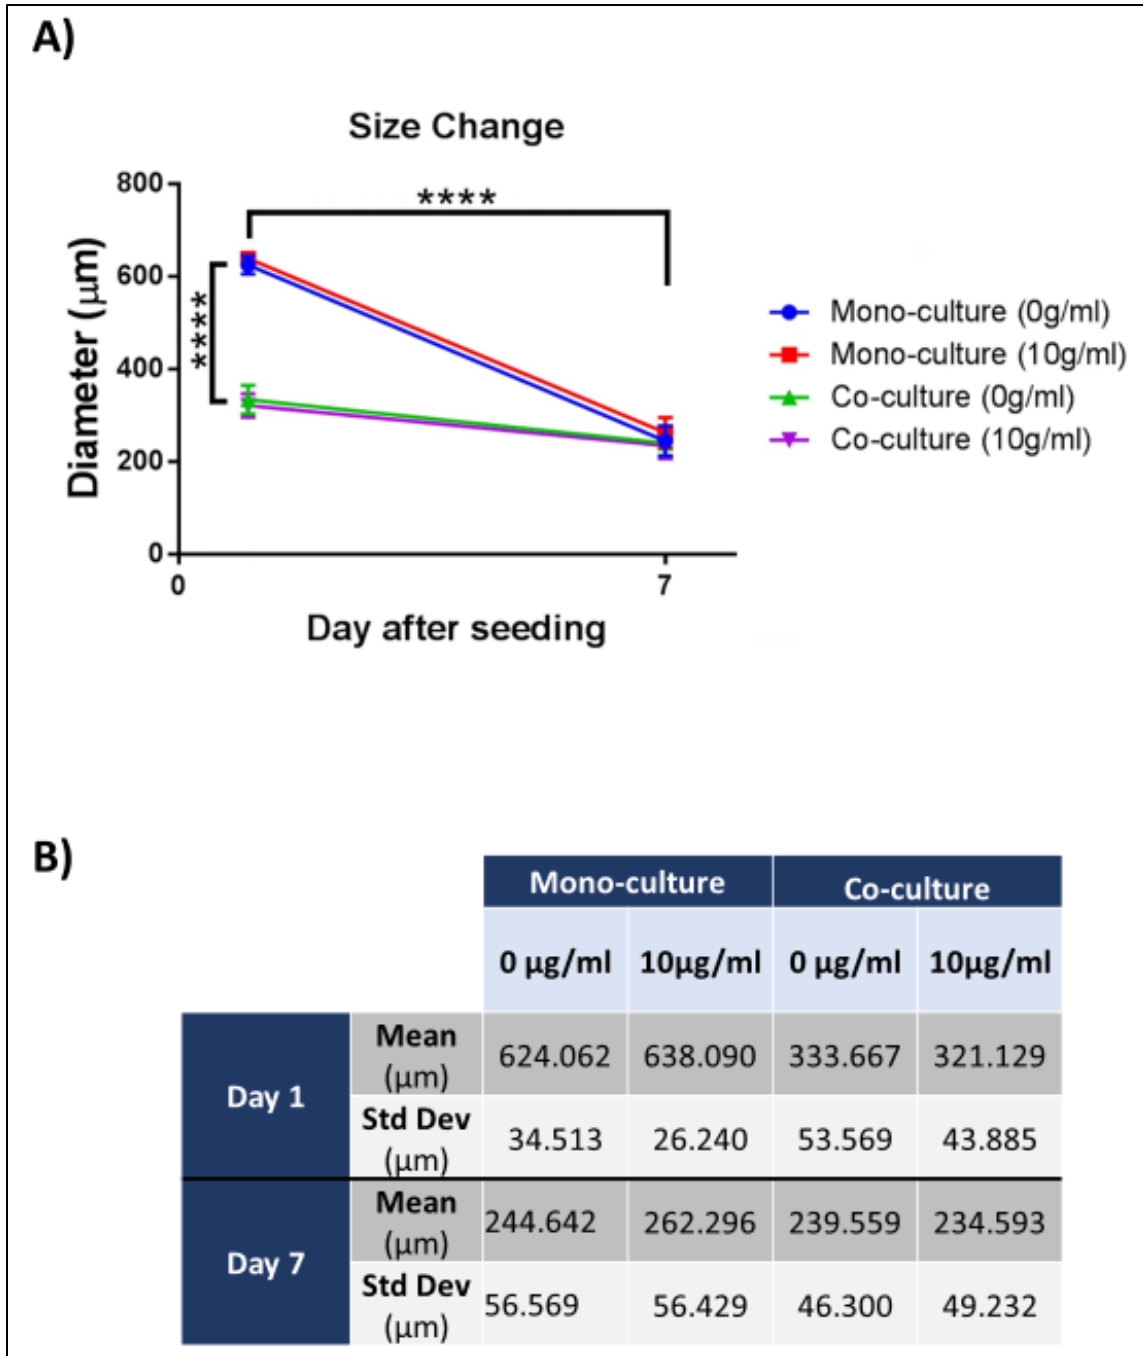 A)
Size Change
800
600
400
200
0
0
7
Diameter (μm)
Day after seeding
****
****
Mono-culture (0g/ml)
Mono-culture (10g/ml)
Co-culture (0g/ml)
Co-culture (10g/ml)
B)
Mono-culture Co-culture
0 μg/ml 10μg/ml 0 μg/ml 10μg/ml
Day 1
Mean
(μm)
624.062 638.090 333.667 321.129
Std Dev
(μm)
34.513 26.240 53.569 43.885
Day 7
Mean
(μm)
244.642 262.296 239.559 234.593
Std Dev
(μm)
56.569 56.429 46.300 49.232